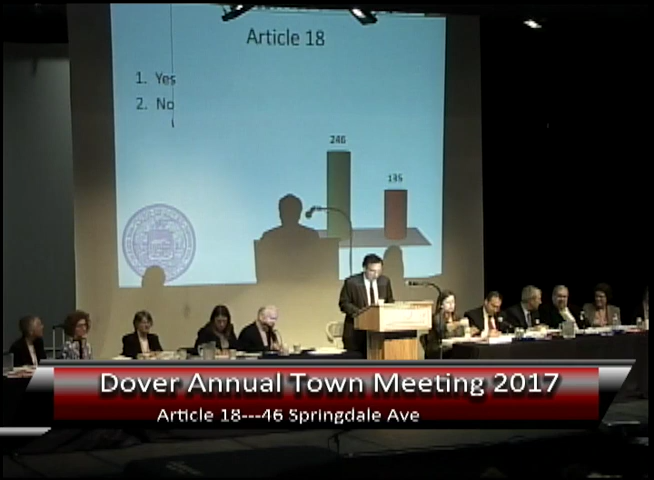 Article 18
1. Yes
2. No
246
135
Dover Annual Town Meeting 2017
Article 18---46 Springdale Ave